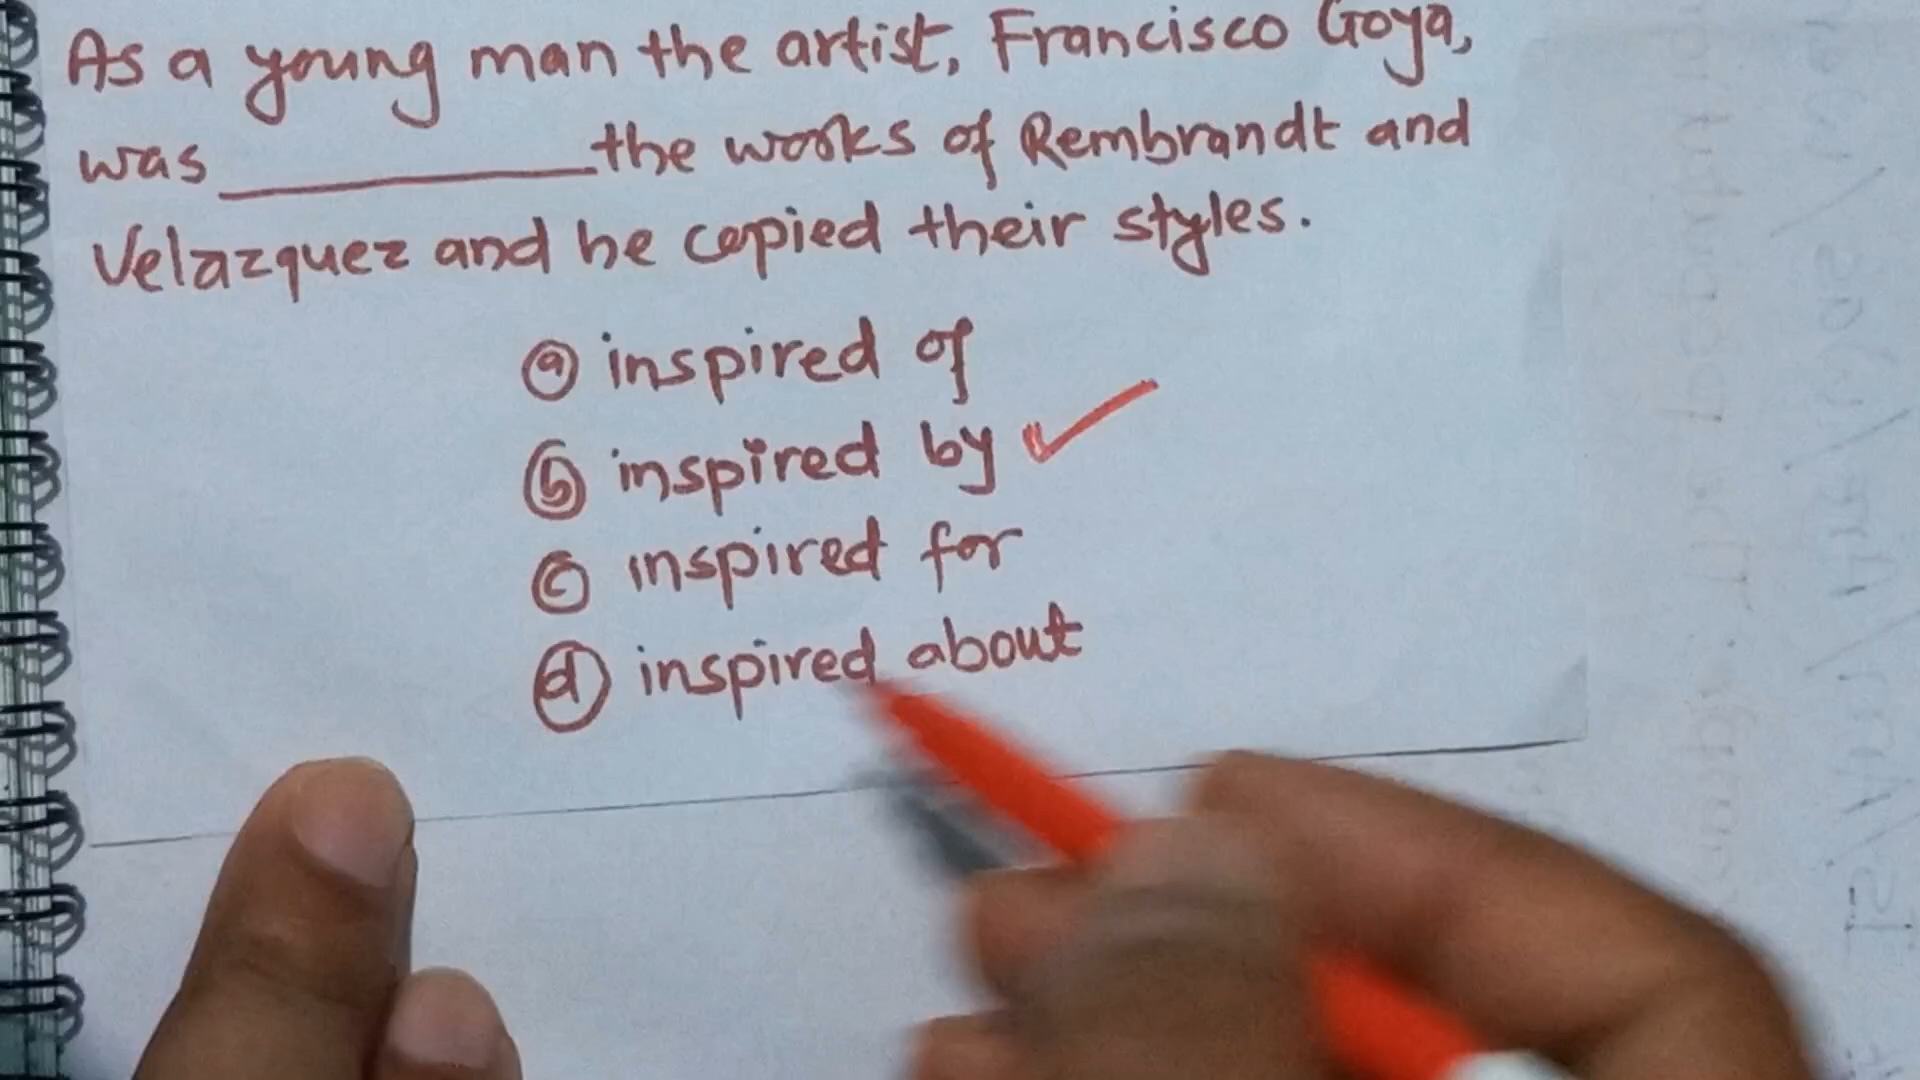 As a young man the artist, Francisco Goya,
was __________ the works of Rembrandt and
Velazquez and he copied their styles.
ⓐ inspired of
ⓑ inspired by ✓
ⓒ inspired for
ⓓ inspired about